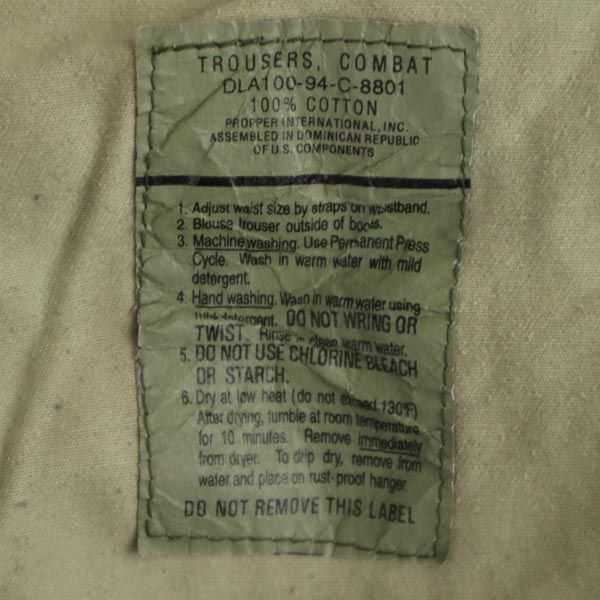 TROUSERS, COMBAT
DLA100-94-C-8801
100% COTTON
PROPPER INTERNATIONAL, INC.
ASSEMBLED IN DOMINICAN REPUBLIC
OF U.S. COMPONENTS
1. Adjust waist size by straps on waistband.
2. Blouse trouser outside of boots.
3. Machine washing. Use Permanent Press
Cycle. Wash in warm water with mild
detergent.
4. Hand washing. Wash in warm water using
mild detergent. DO NOT WRING OR
TWIST. Rinse in clean warm water.
5. DO NOT USE CHLORINE BLEACH
OR STARCH.
6. Dry at low heat (do not exceed 130°F)
After drying, tumble at room temperature
for 10 minutes. Remove immediately
from dryer. To drip dry, remove from
water and place on rust-proof hanger.
DO NOT REMOVE THIS LABEL